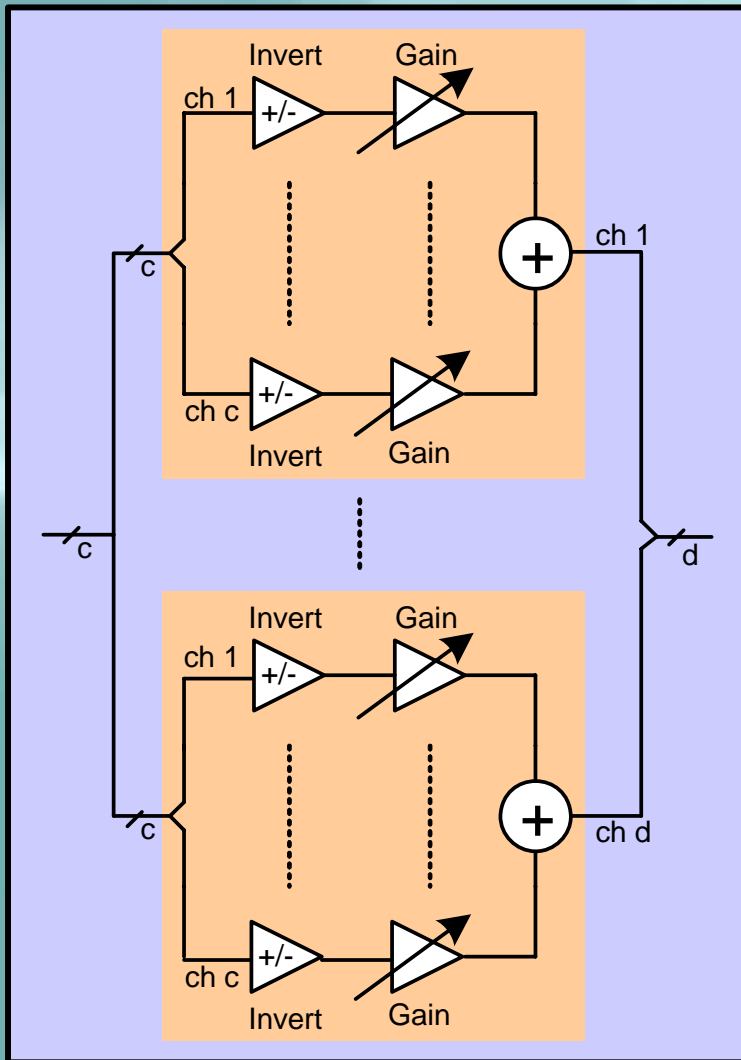 Invert Gain
ch 1 +/-
c
+ ch 1
+/-
ch c
Invert Gain
c
d
Invert Gain
ch 1 +/-
c
+
ch d
+/-
ch c
Invert Gain